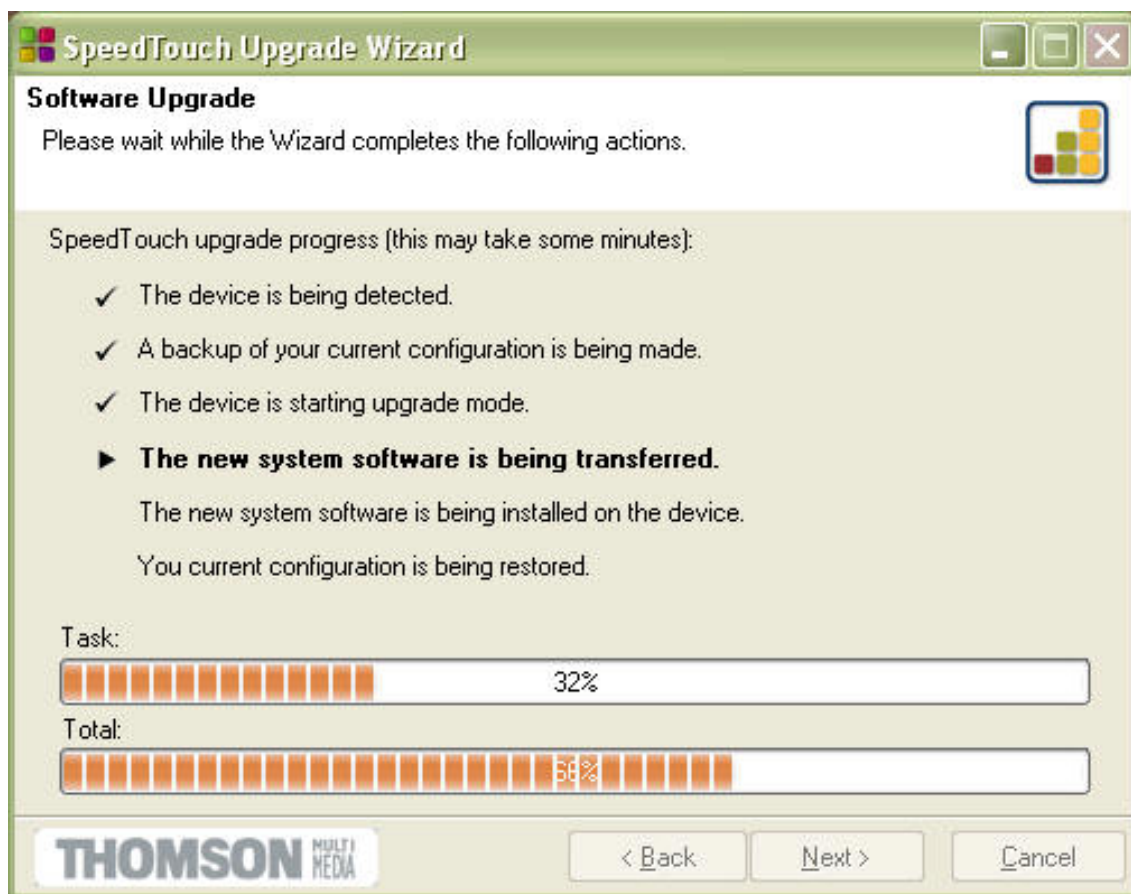 SpeedTouch Upgrade Wizard
Software Upgrade
Please wait while the Wizard completes the following actions.
SpeedTouch upgrade progress (this may take some minutes):
The device is being detected.
A backup of your current configuration is being made.
The device is starting upgrade mode.
The new system software is being transferred.
The new system software is being installed on the device.
You current configuration is being restored.
Task:
32%
Total:
THOMSON MULTI MEDIA
< Back
Next >
Cancel